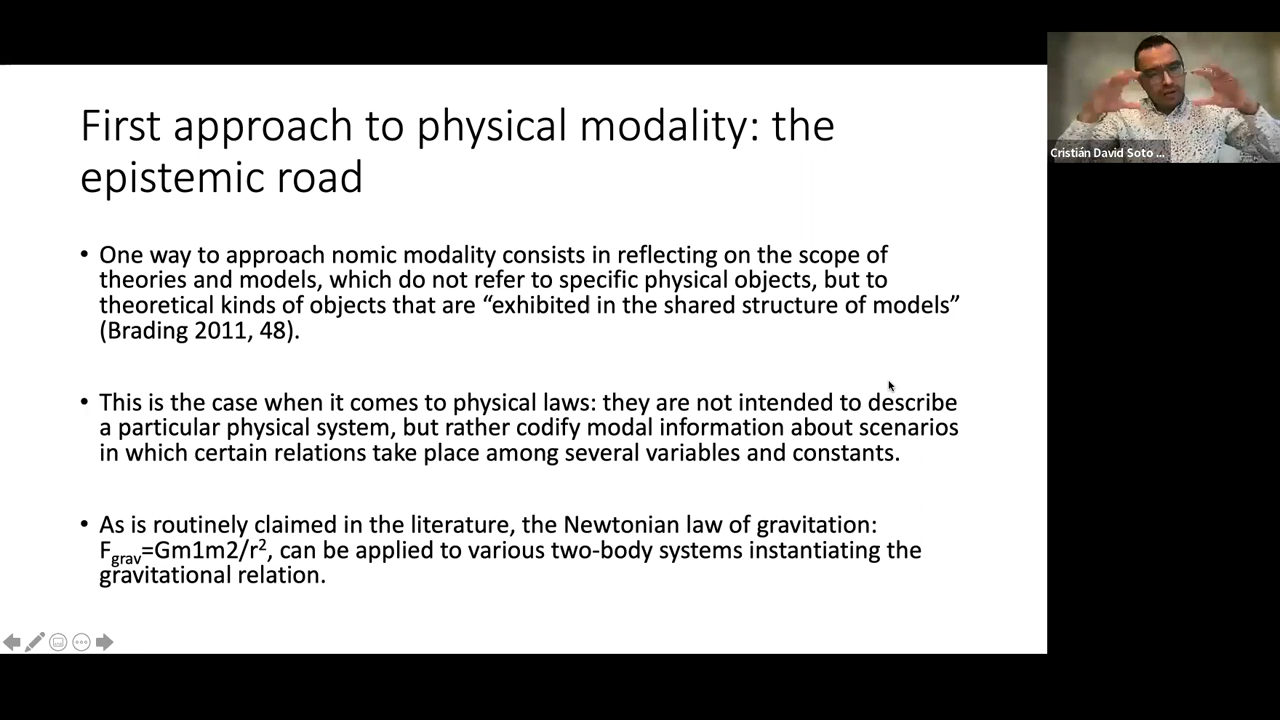 First approach to physical modality: the
epistemic road
• One way to approach nomic modality consists in reflecting on the scope of
theories and models, which do not refer to specific physical objects, but to
theoretical kinds of objects that are “exhibited in the shared structure of models”
(Brading 2011, 48).
• This is the case when it comes to physical laws: they are not intended to describe
a particular physical system, but rather codify modal information about scenarios
in which certain relations take place among several variables and constants.
• As is routinely claimed in the literature, the Newtonian law of gravitation:
Fgrav=Gm1m2/r², can be applied to various two-body systems instantiating the
gravitational relation.
Cristián David Soto ...